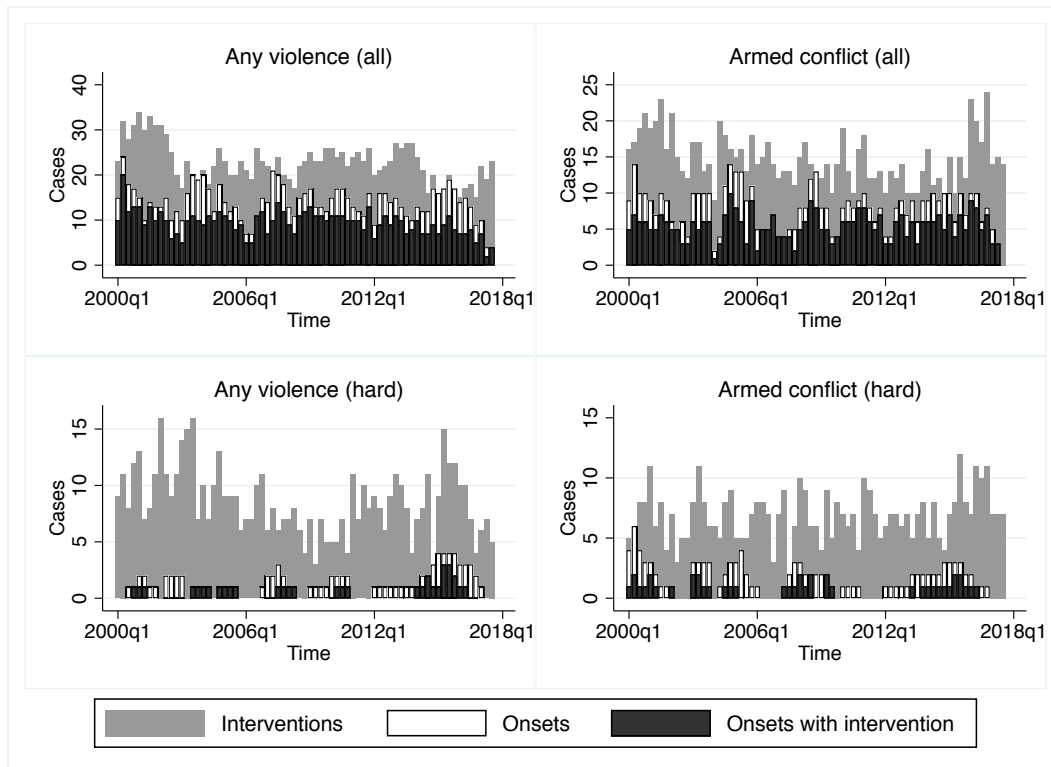 Any violence (all)
Cases
40
30
20
10
0
2000q1 2006q1 2012q1 2018q1
Time
Armed conflict (all)
Cases
25
20
15
10
5
0
2000q1 2006q1 2012q1 2018q1
Time
Any violence (hard)
Cases
15
10
5
0
2000q1 2006q1 2012q1 2018q1
Time
Armed conflict (hard)
Cases
15
10
5
0
2000q1 2006q1 2012q1 2018q1
Time
Interventions Onsets Onsets with intervention